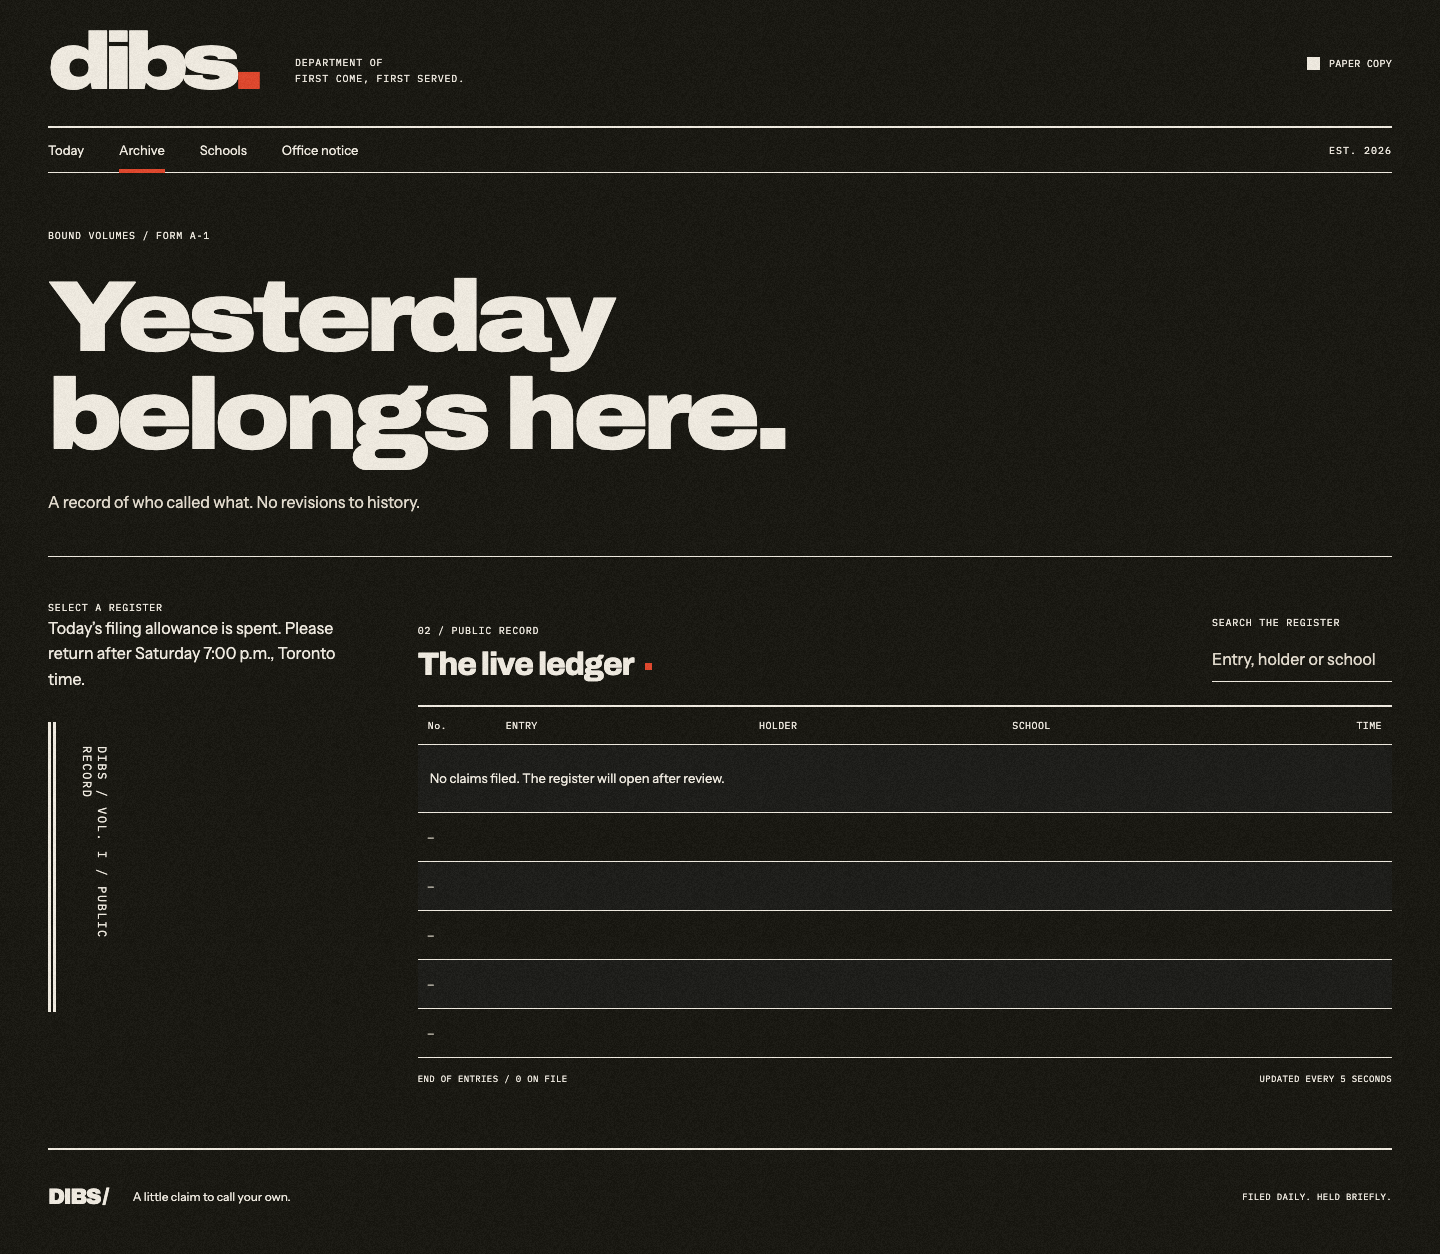 dibs.
DEPARTMENT OF
FIRST COME, FIRST SERVED.
PAPER COPY
Today Archive Schools Office notice
EST. 2026
BOUND VOLUMES / FORM A-1
Yesterday
belongs here.
A record of who called what. No revisions to history.
SELECT A REGISTER
Today's filing allowance is spent. Please
return after Saturday 7:00 p.m., Toronto
time.
DIBS / VOL. I / PUBLIC
RECORD
02 / PUBLIC RECORD
The live ledger
SEARCH THE REGISTER
Entry, holder or school
No. ENTRY HOLDER SCHOOL TIME
No claims filed. The register will open after review.
—
—
—
—
—
END OF ENTRIES / 0 ON FILE
UPDATED EVERY 5 SECONDS
DIBS/
A little claim to call your own.
FILED DAILY. HELD BRIEFLY.